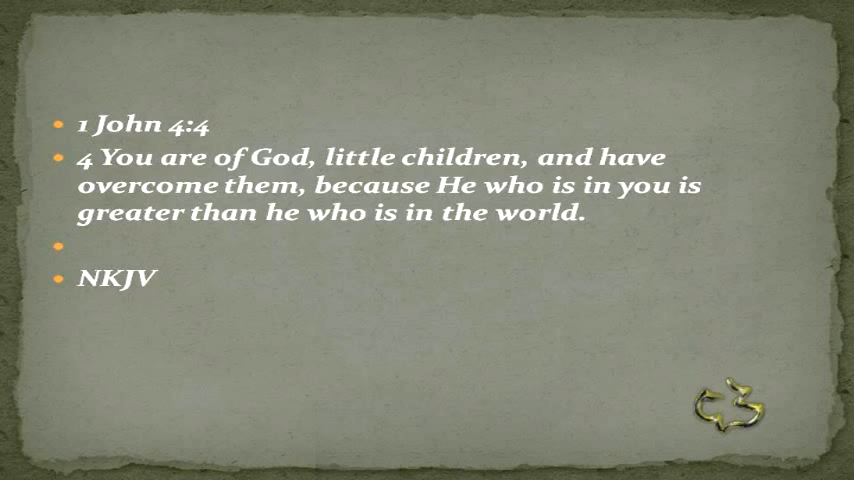 1 John 4:4
4 You are of God, little children, and have
overcome them, because He who is in you is
greater than he who is in the world.
NKJV